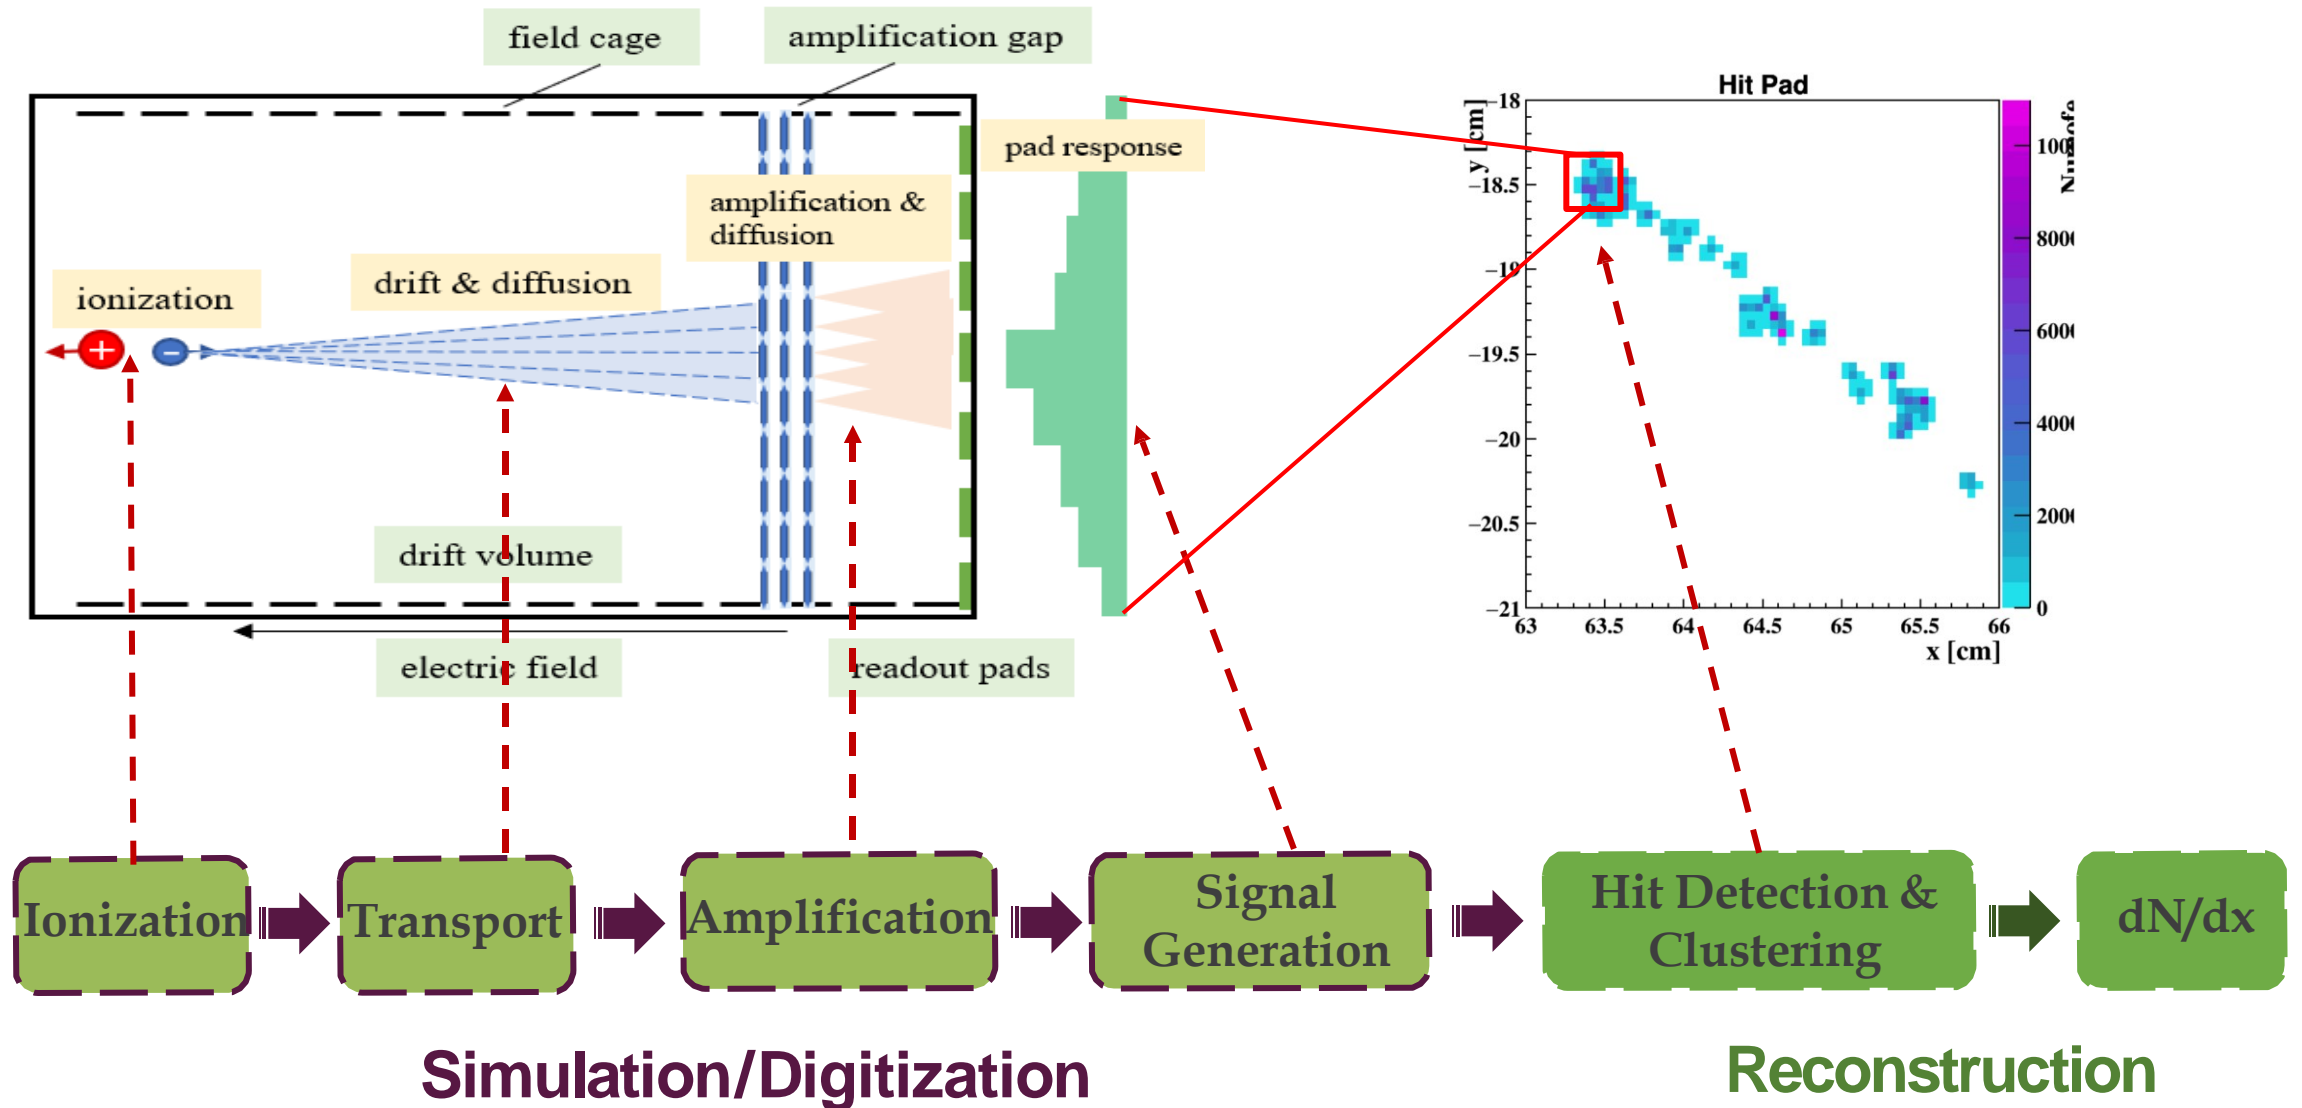 field cage
amplification gap
ionization
drift & diffusion
amplification &
diffusion
pad response
drift volume
electric field
readout pads
Hit Pad
y [cm]
−18
−18.5
−19
−19.5
−20
−20.5
−21
63
63.5
64
64.5
65
65.5
66
x [cm]
0
Ionization
Transport
Amplification
Signal
Generation
Hit Detection &
Clustering
dN/dx
Simulation/Digitization
Reconstruction